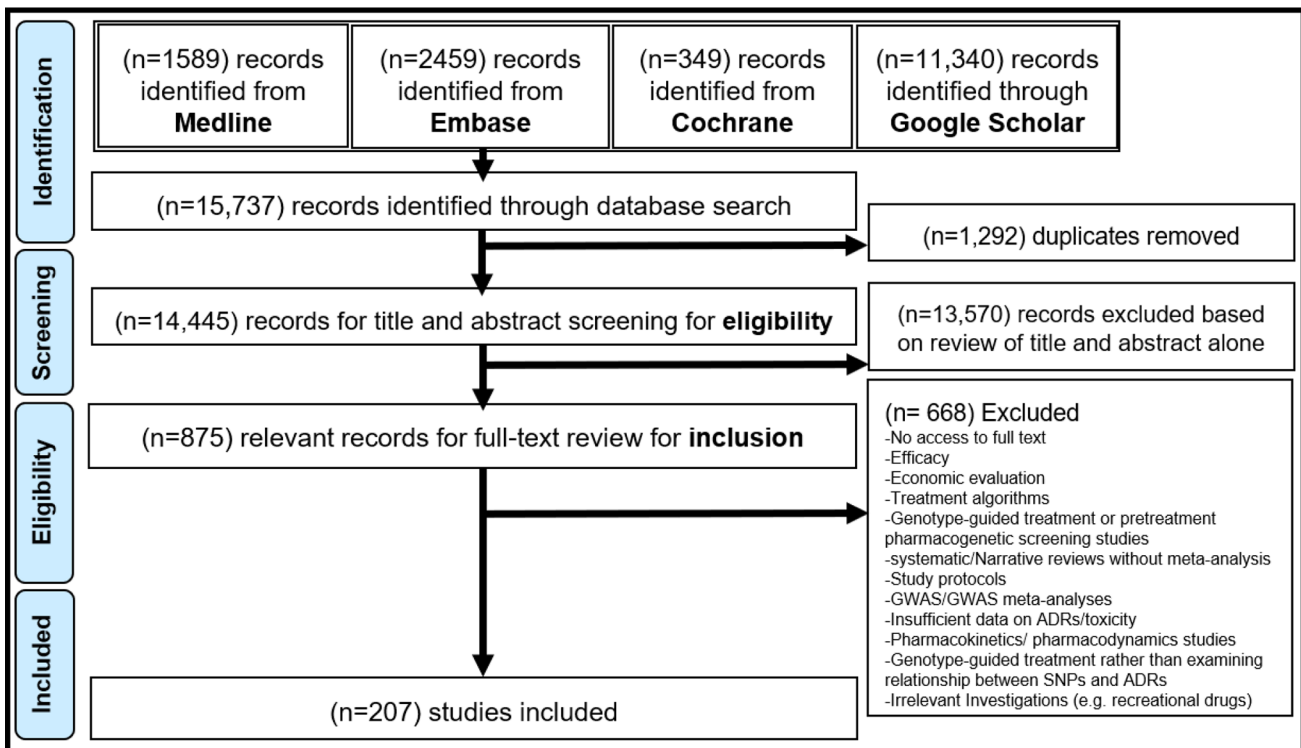 Identification
(n=1589) records
identified from
Medline
(n=2459) records
identified from
Embase
(n=349) records
identified from
Cochrane
(n=11,340) records
identified through
Google Scholar
(n=15,737) records identified through database search
(n=1,292) duplicates removed
Screening
(n=14,445) records for title and abstract screening for eligibility
(n=13,570) records excluded based
on review of title and abstract alone
Eligibility
(n=875) relevant records for full-text review for inclusion
(n= 668) Excluded
-No access to full text
-Efficacy
-Economic evaluation
-Treatment algorithms
-Genotype-guided treatment or pretreatment
pharmacogenetic screening studies
-systematic/Narrative reviews without meta-analysis
-Study protocols
-GWAS/GWAS meta-analyses
-Insufficient data on ADRs/toxicity
-Pharmacokinetics/ pharmacodynamics studies
-Genotype-guided treatment rather than examining
relationship between SNPs and ADRs
-Irrelevant Investigations (e.g. recreational drugs)
Included
(n=207) studies included